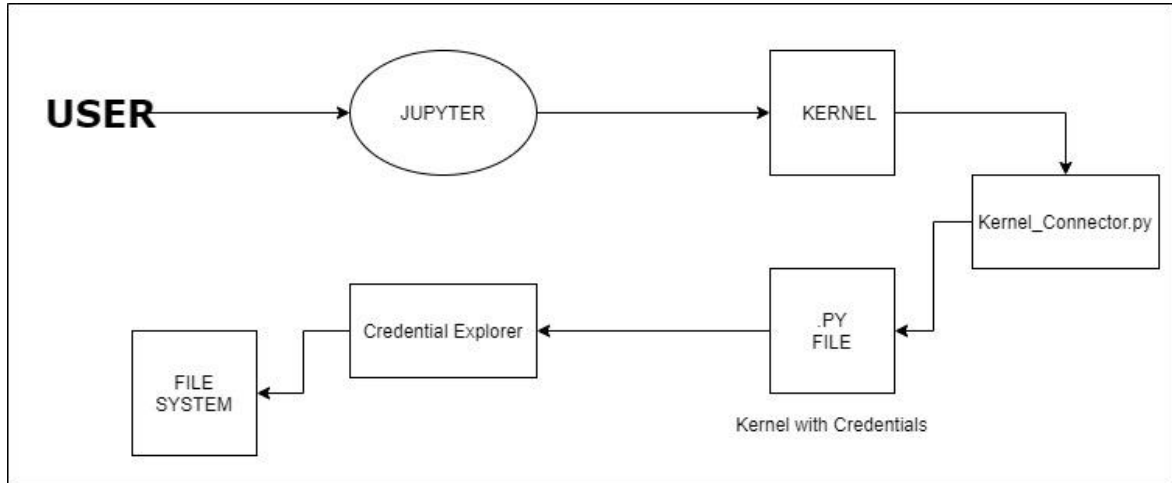 USER
JUPYTER
KERNEL
Kernel_Connector.py
.PY
FILE
Kernel with Credentials
Credential Explorer
FILE
SYSTEM